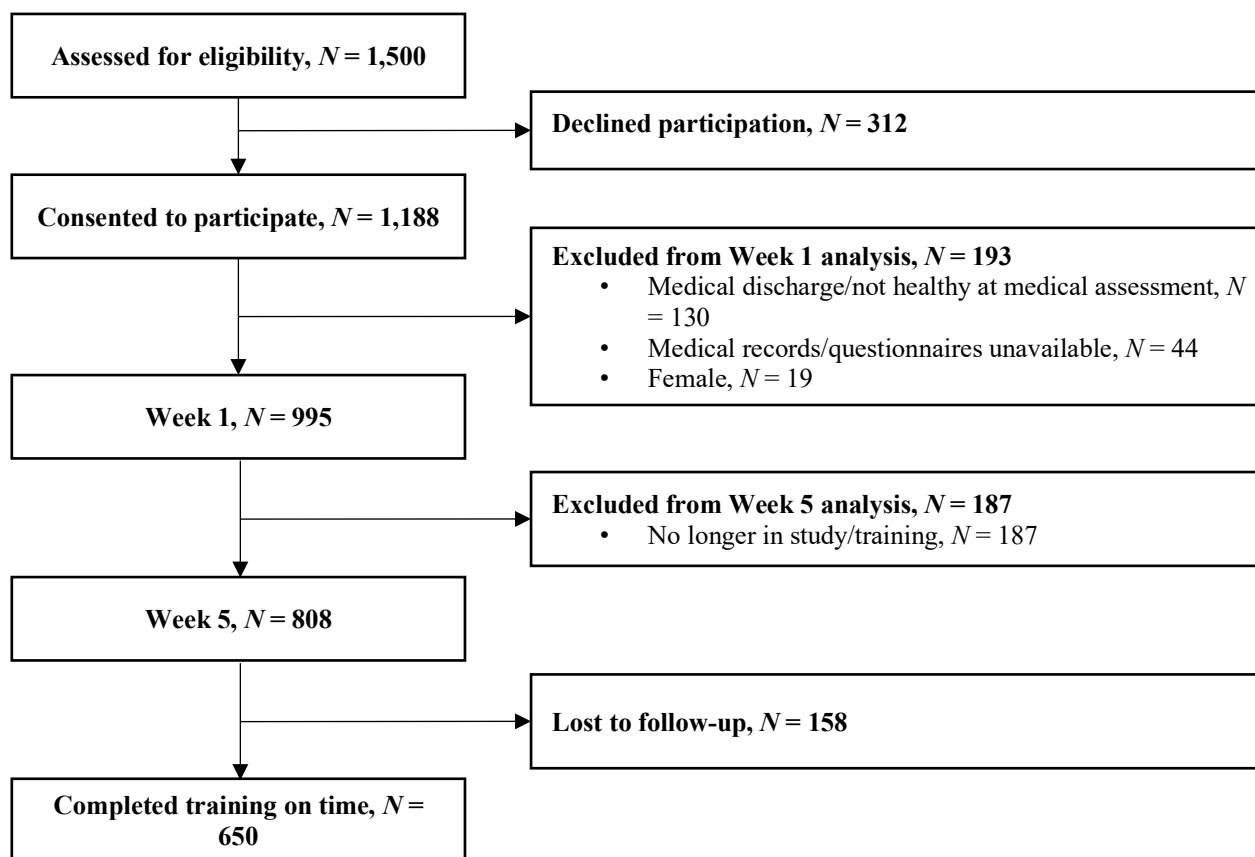 Assessed for eligibility, N = 1,500
Declined participation, N = 312
Consented to participate, N = 1,188
Excluded from Week 1 analysis, N = 193
• Medical discharge/not healthy at medical assessment, N
= 130
• Medical records/questionnaires unavailable, N = 44
• Female, N = 19
Week 1, N = 995
Excluded from Week 5 analysis, N = 187
• No longer in study/training, N = 187
Week 5, N = 808
Lost to follow-up, N = 158
Completed training on time, N =
650